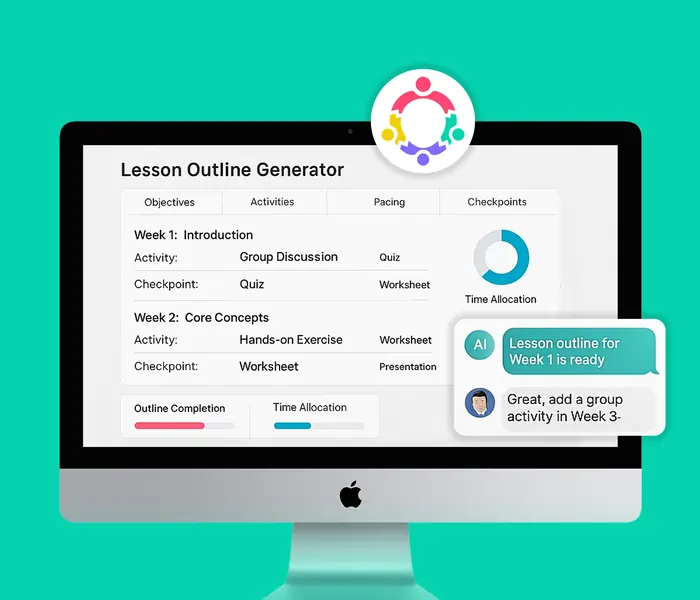 Lesson Outline Generator
Objectives Activities Pacing Checkpoints
Week 1: Introduction
Activity: Group Discussion Quiz
Checkpoint: Quiz Worksheet
Time Allocation
Week 2: Core Concepts
Activity: Hands-on Exercise Worksheet
Checkpoint: Worksheet Presentation
Outline Completion Time Allocation
AI
Lesson outline for
Week 1 is ready
Great, add a group
activity in Week 3-